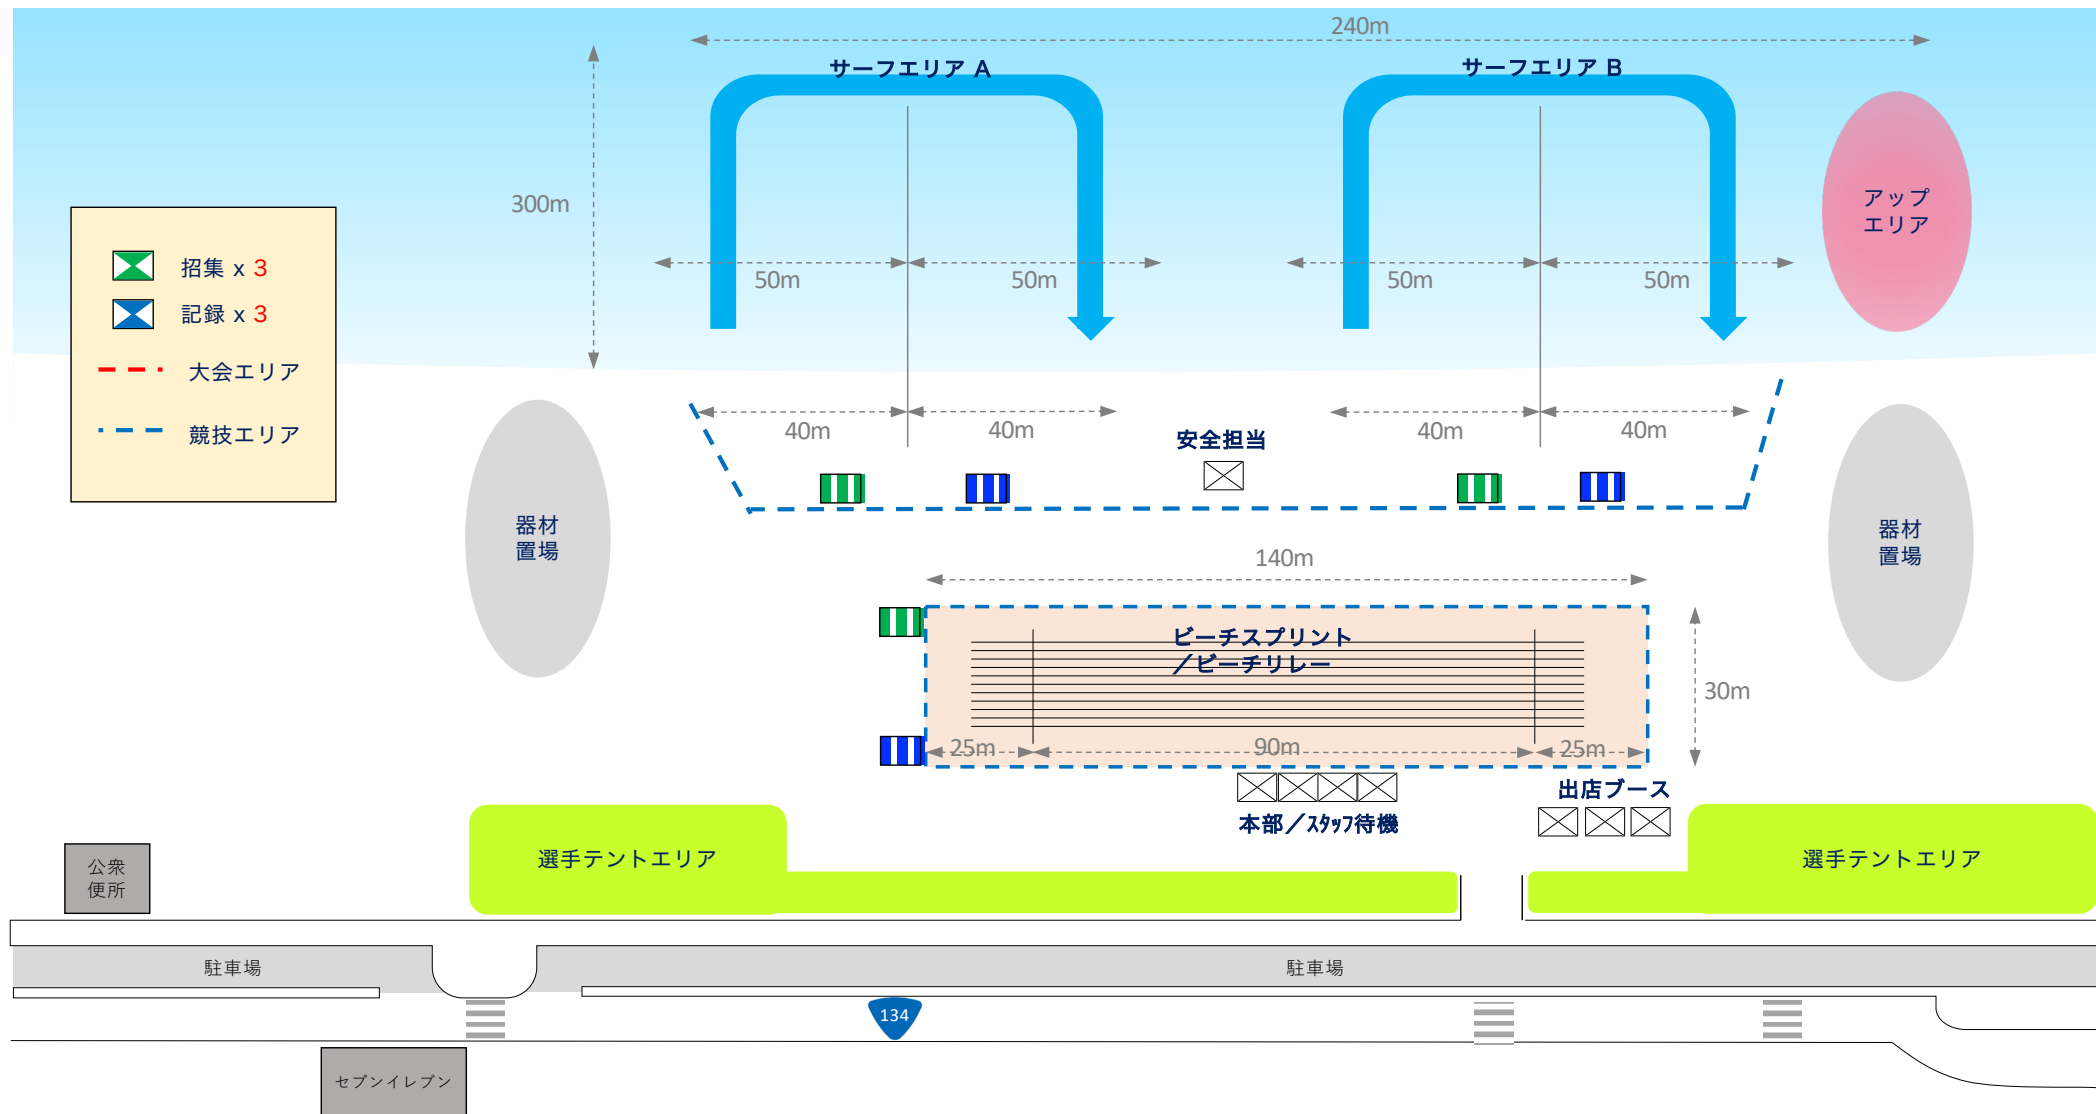 240m
サーフエリア A
サーフエリア B
300m
アップ
エリア
招集 x 3
記録 x 3
大会エリア
競技エリア
50m
50m
50m
50m
40m
40m
40m
40m
安全担当
器材
置場
器材
置場
140m
ビーチスプリント
／ビーチリレー
30m
25m
90m
25m
出店ブース
本部／ｽﾀｯﾌ待機
選手テントエリア
選手テントエリア
公衆
便所
駐車場
駐車場
134
セブンイレブン